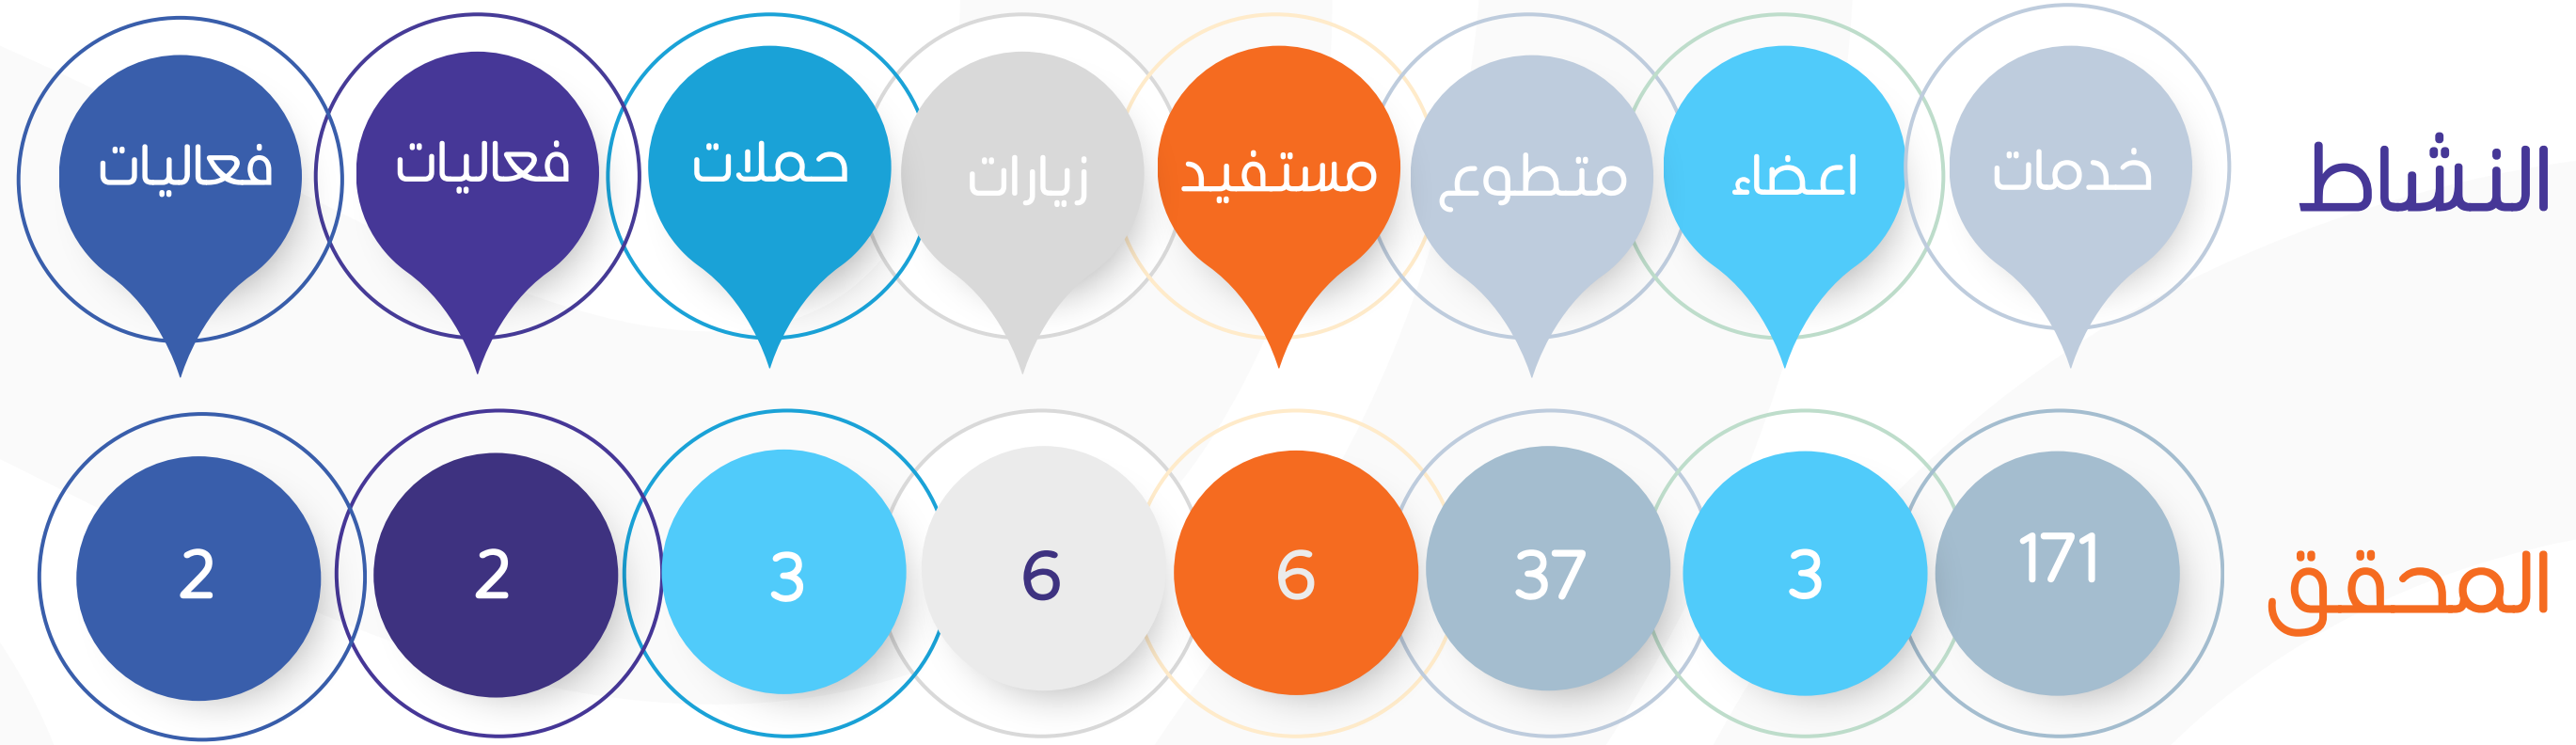 النشاط خدمات اعضاء متطوع مستفيد زيارات حملات فعاليات فعاليات
المحقق 171 3 37 6 6 3 2 2